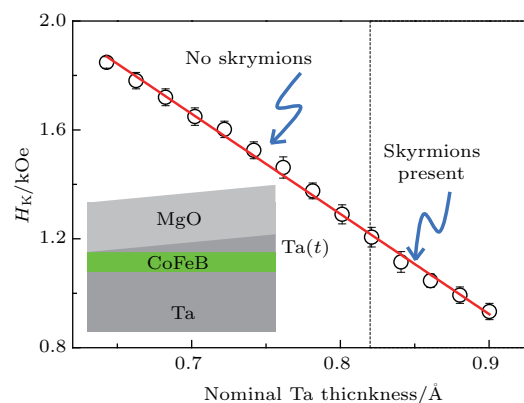 2.0
No skrymions
1.6
Skyrmions
present
HK/kOe
MgO
1.2
Ta(t)
CoFeB
Ta
0.8
0.7
0.8
0.9
Nominal Ta thicnkness/Å